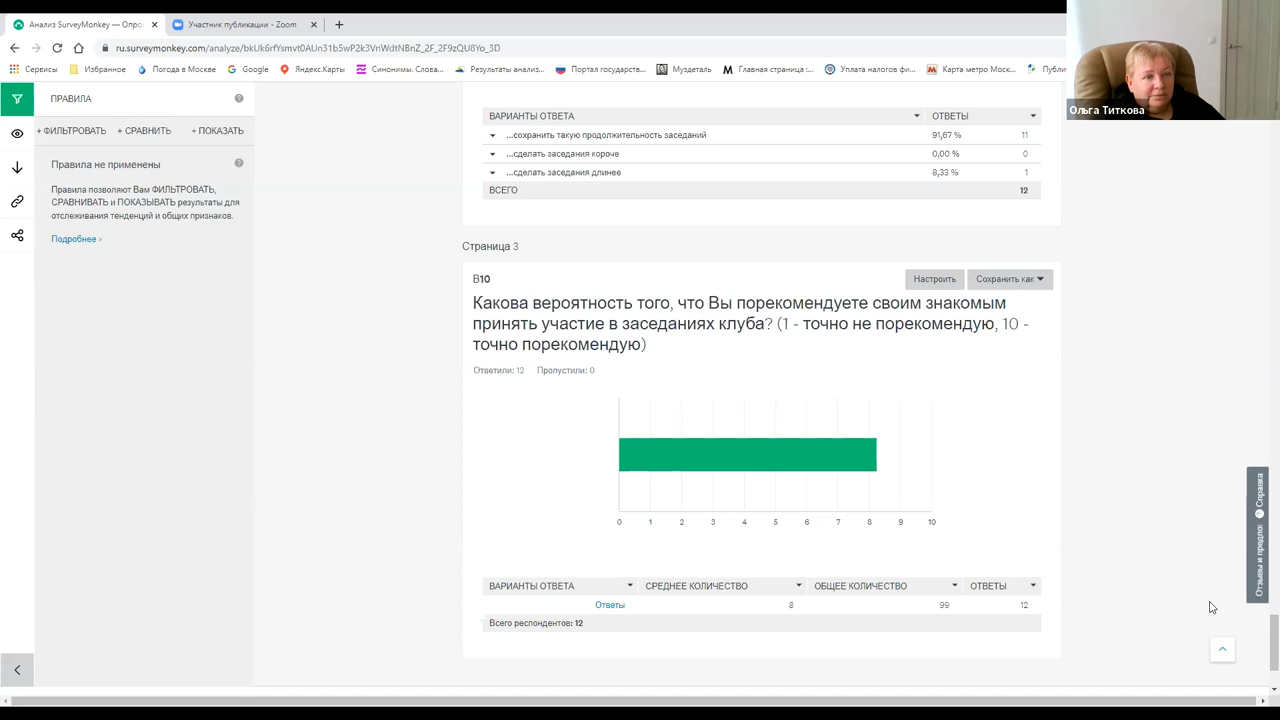 Анализ SurveyMonkey — Опро
Участник публикации - Zoom
ru.surveymonkey.com/analyze/bkUk6rfYsmvt0AUn31b5wP2k3VnWdtNBnZ_2F_2F9zQU8Yo_3D
Сервисы
Избранное
Погода в Москве
Google
Яндекс.Карты
Синонимы. Слова...
Результаты анализ...
Портал государств...
Муздеталь
Главная страница :...
Уплата налогов фи...
Карта метро Моск...
Публи
Ольга Титкова
ПРАВИЛА
+ ФИЛЬТРОВАТЬ + СРАВНИТЬ + ПОКАЗАТЬ
Правила не применены
Правила позволяют Вам ФИЛЬТРОВАТЬ,
СРАВНИВАТЬ и ПОКАЗЫВАТЬ результаты для
отслеживания тенденций и общих признаков.
Подробнее »
ВАРИАНТЫ ОТВЕТА ОТВЕТЫ
...сохранить такую продолжительность заседаний 91,67 % 11
...сделать заседания короче 0,00 % 0
...сделать заседания длинее 8,33 % 1
ВСЕГО 12
Страница 3
В10
Настроить Сохранить как
Какова вероятность того, что Вы порекомендуете своим знакомым
принять участие в заседаниях клуба? (1 - точно не порекомендую, 10 -
точно порекомендую)
Ответили: 12 Пропустили: 0
0 1 2 3 4 5 6 7 8 9 10
ВАРИАНТЫ ОТВЕТА СРЕДНЕЕ КОЛИЧЕСТВО ОБЩЕЕ КОЛИЧЕСТВО ОТВЕТЫ
Ответы 8 99 12
Всего респондентов: 12
Справка
Отзывы и предло